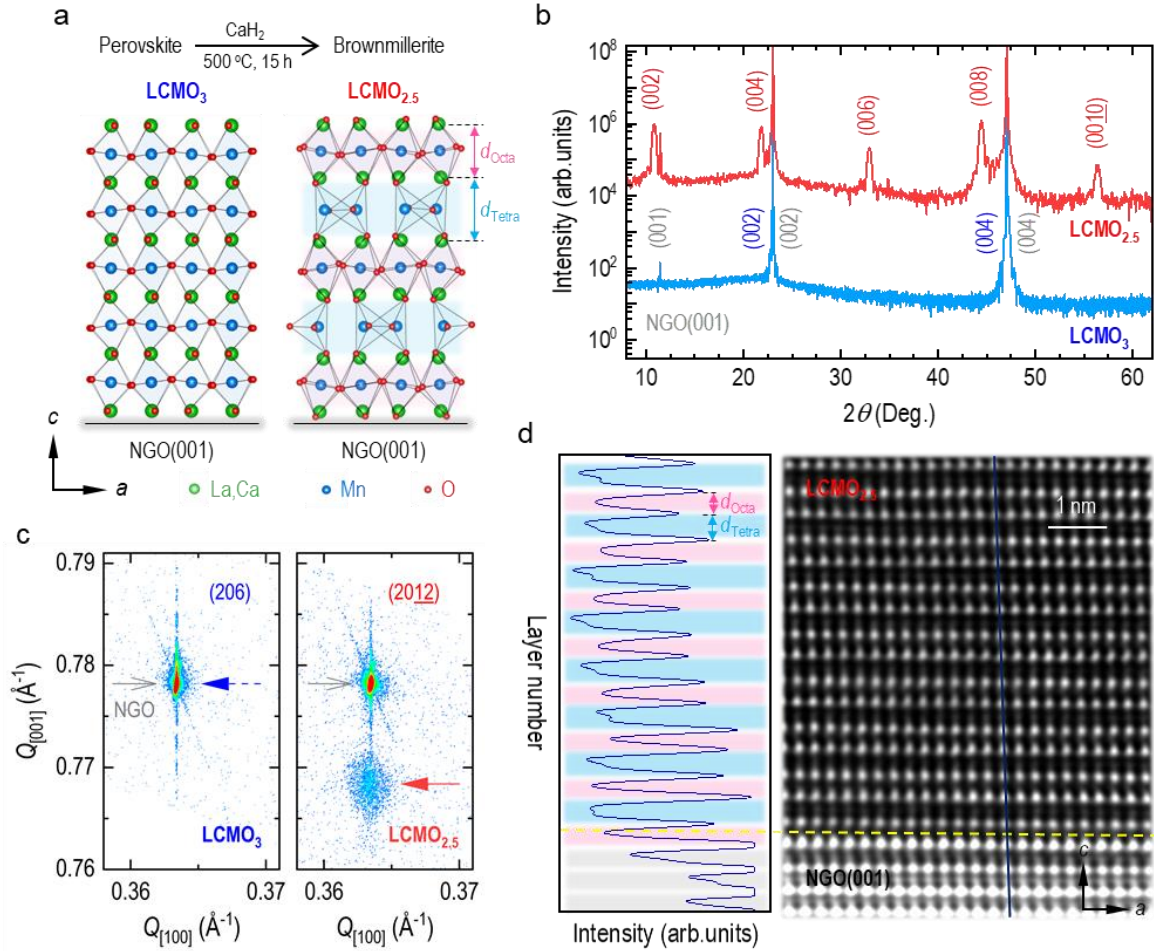 a
Perovskite
CaH2
500 ºC, 15 h
Brownmillerite
LCMO3
LCMO2.5
dOcta
dTetra
NGO(001)
NGO(001)
c
a
La,Ca
Mn
O
b
Intensity (arb.units)
10^8
10^6
10^4
10^2
10^0
(002)
(004)
(006)
(008)
(0010)
LCMO2.5
(001)
(002)
(002)
(004)
(004)
NGO(001)
LCMO3
10
20
30
40
50
60
2θ (Deg.)
c
Q[001] (Å-1)
0.79
0.78
0.77
0.76
(206)
NGO
LCMO3
(2012)
LCMO2.5
0.36
0.37
0.36
0.37
Q[100] (Å-1)
Q[100] (Å-1)
d
Layer number
dOcta
dTetra
Intensity (arb.units)
LCMO2.5
1 nm
NGO(001)
c
a